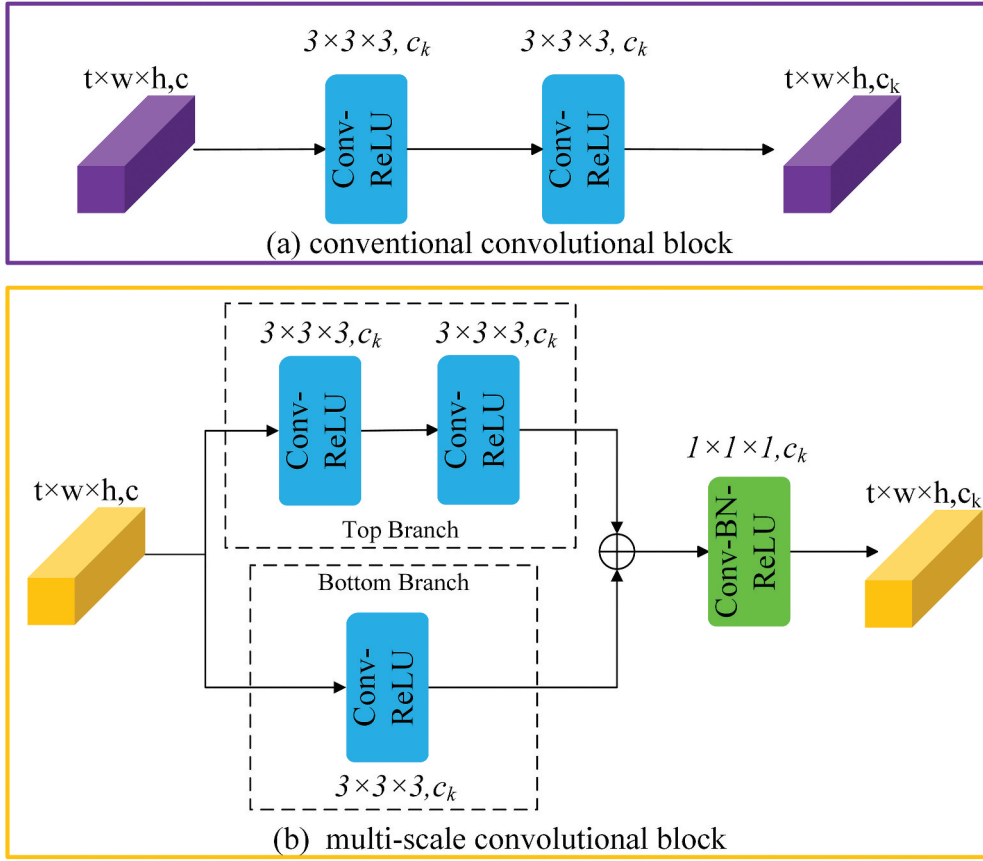 3×3×3, cₖ
3×3×3, cₖ
t×w×h,c
t×w×h,cₖ
Conv-
ReLU
Conv-
ReLU
(a) conventional convolutional block
3×3×3,cₖ
3×3×3,cₖ
Conv-
ReLU
Conv-
ReLU
Top Branch
t×w×h,c
Bottom Branch
Conv-
ReLU
3×3×3,cₖ
1×1×1,cₖ
Conv-BN-
ReLU
t×w×h,cₖ
(b) multi-scale convolutional block